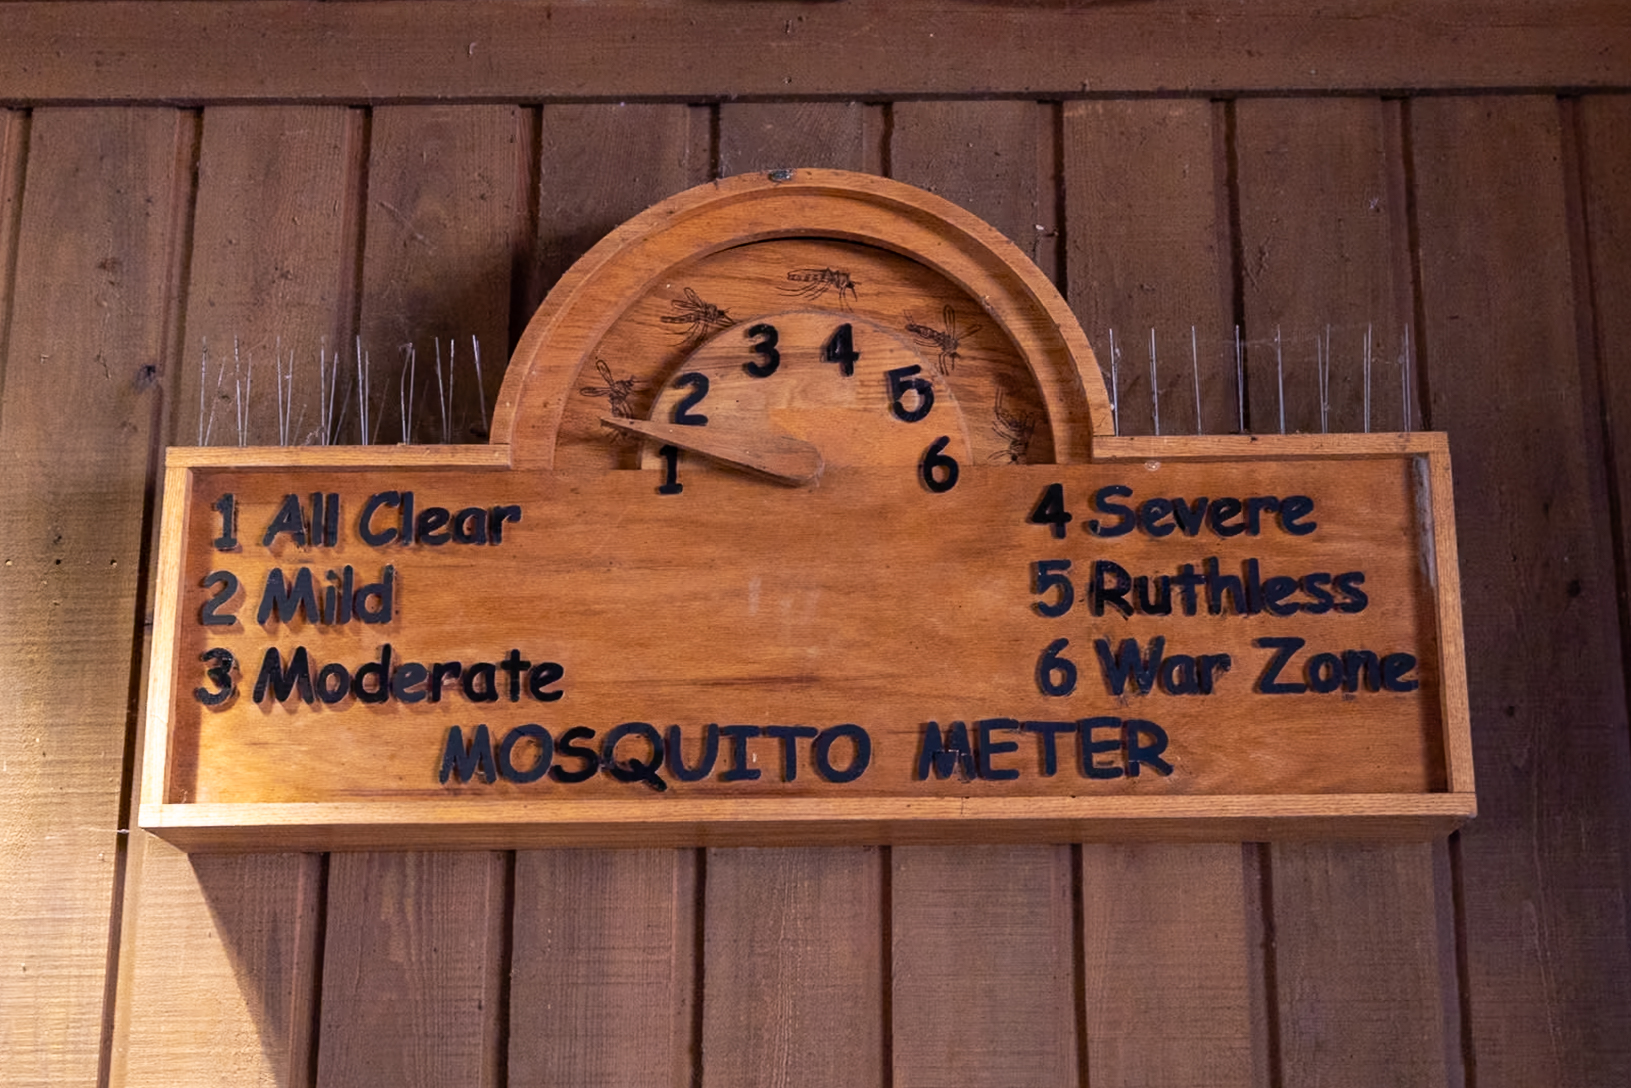 3 4
2 5
1 6
1 All Clear
2 Mild
3 Moderate
4 Severe
5 Ruthless
6 War Zone
MOSQUITO METER